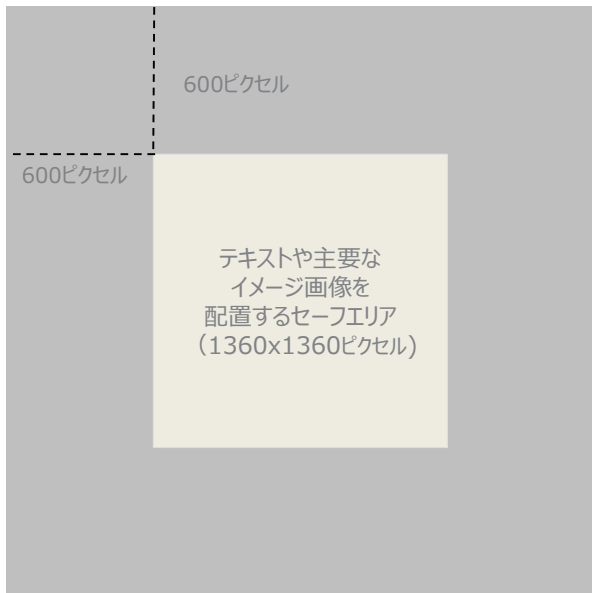 600ピクセル
600ピクセル
テキストや主要な
イメージ画像を
配置するセーフエリア
（1360x1360ピクセル)